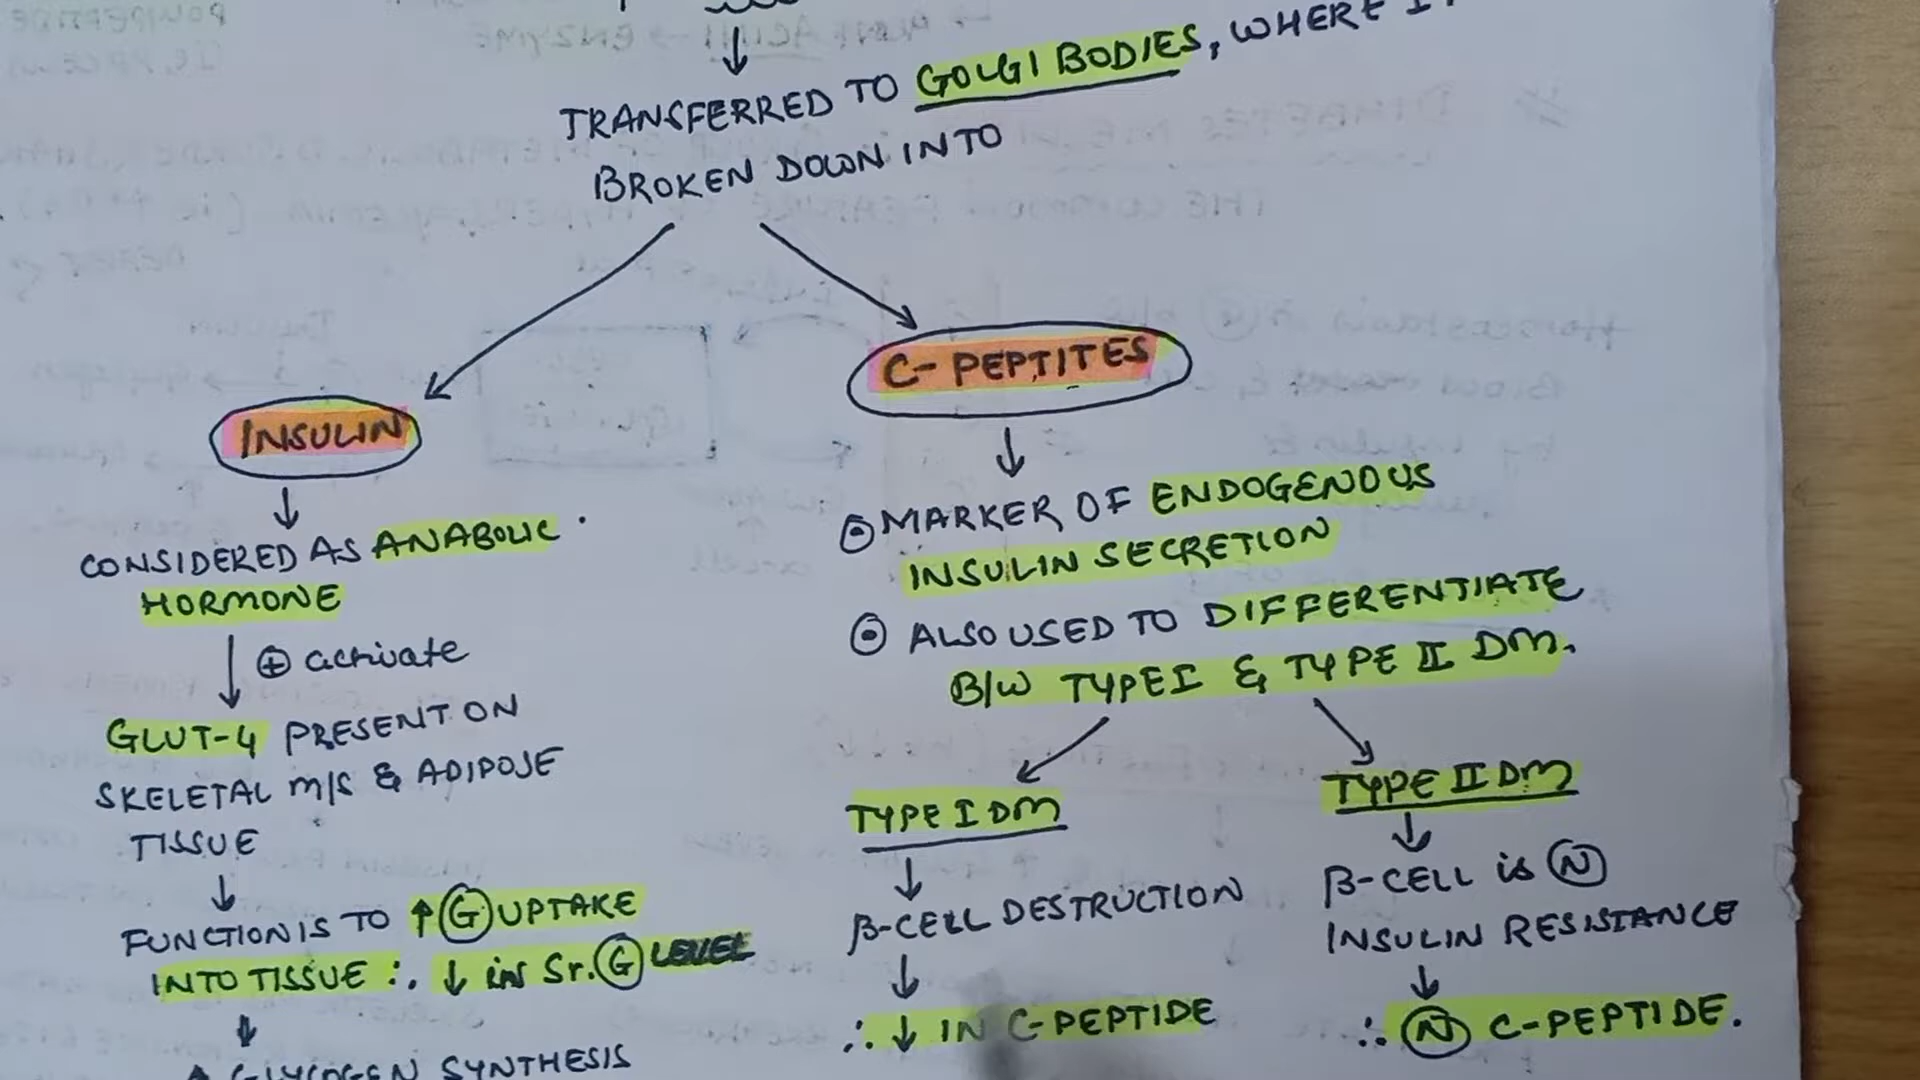 ↓
TRANSFERRED TO GOLGI BODIES, WHERE
BROKEN DOWN INTO
INSULIN
↓
CONSIDERED AS ANABOLIC
HORMONE
↓ ⊕ activate
GLUT-4 PRESENT ON
SKELETAL m/s & ADIPOSE
TISSUE
↓
FUNCTION IS TO ↑ Ⓖ UPTAKE
INTO TISSUE ∴ ↓ in Sr. Ⓖ LEVEL
↓
↑ GLYCOGEN SYNTHESIS
C-PEPTITES
↓
⊙ MARKER OF ENDOGENOUS
INSULIN SECRETION
⊙ ALSO USED TO DIFFERENTIATE
B/W TYPE I & TYPE II DM.
TYPE I DM
↓
β-CELL DESTRUCTION
↓
∴ ↓ IN C-PEPTIDE
TYPE II DM
↓
β-CELL is Ⓝ
INSULIN RESISTANCE
↓
∴ Ⓝ C-PEPTIDE.